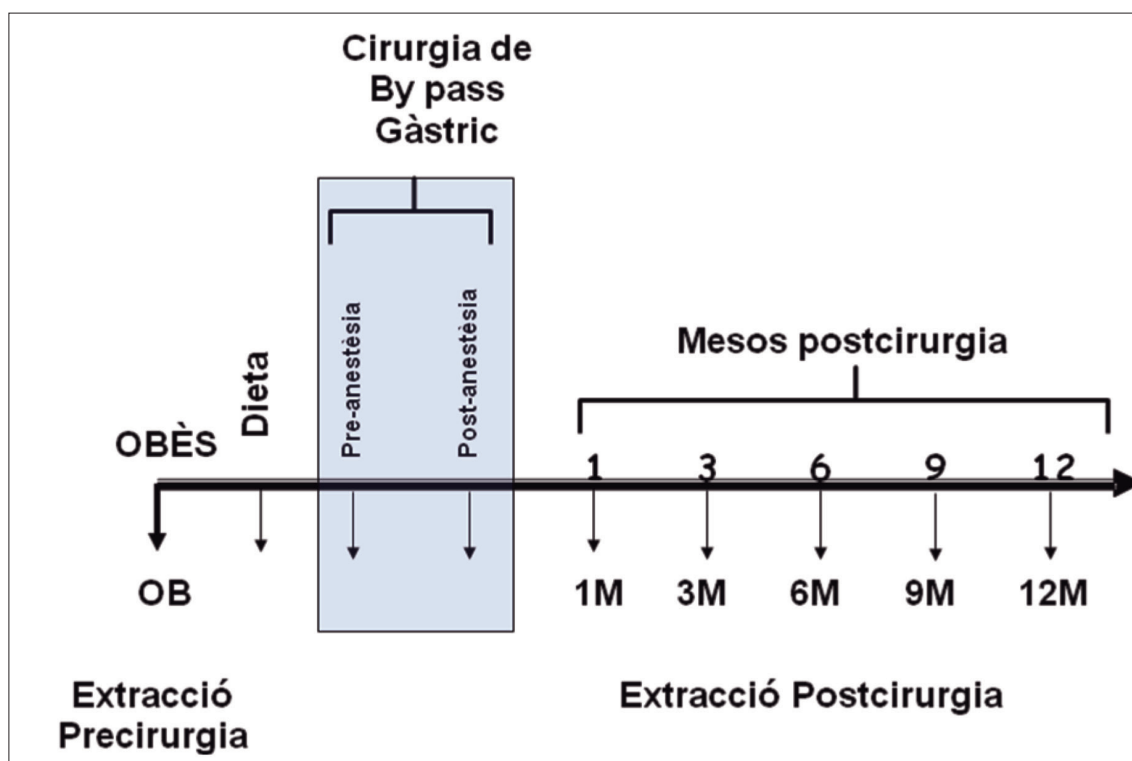 Cirurgia de
By pass
Gàstric
Pre-anestèsia
Post-anestèsia
Mesos postcirurgia
Dieta
OBÈS
1 3 6 9 12
OB
1M 3M 6M 9M 12M
Extracció
Precirurgia
Extracció Postcirurgia